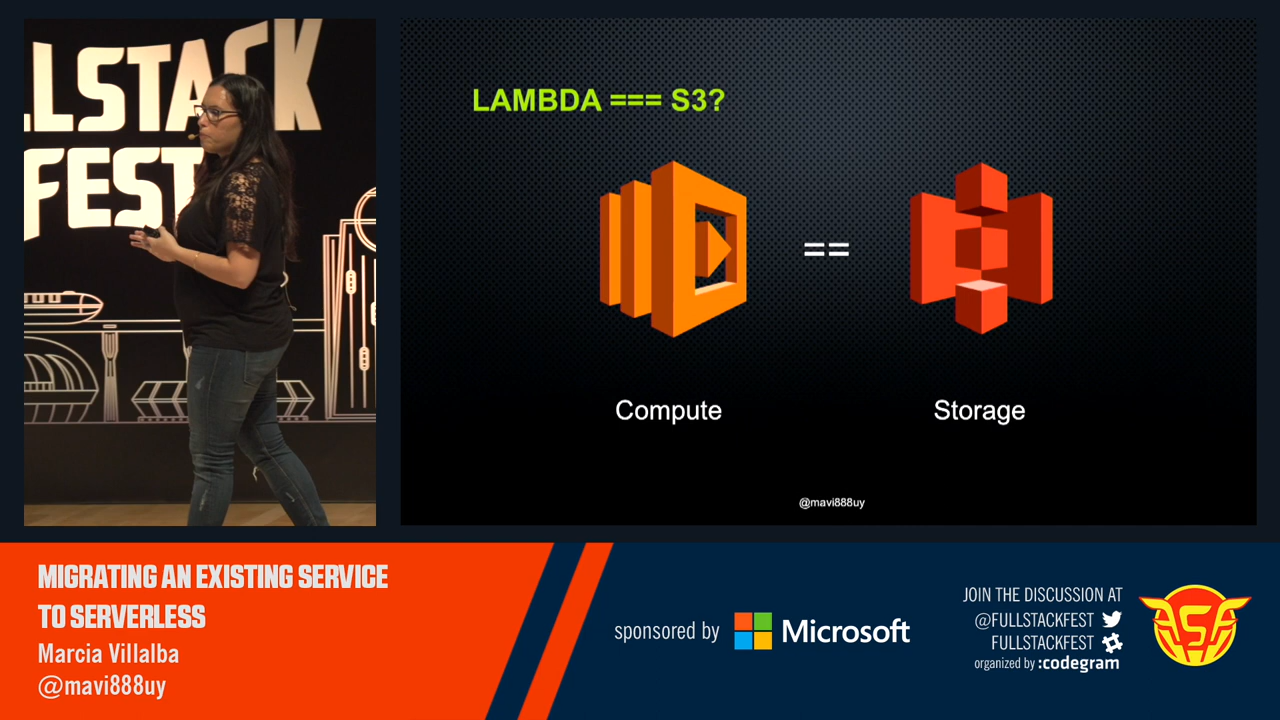 LLSTACK
FEST
LAMBDA === S3?
==
Compute
Storage
@mavi888uy
MIGRATING AN EXISTING SERVICE
TO SERVERLESS
Marcia Villalba
@mavi888uy
sponsored by Microsoft
JOIN THE DISCUSSION AT
@FULLSTACKFEST
FULLSTACKFEST
organized by :codegram
FSF